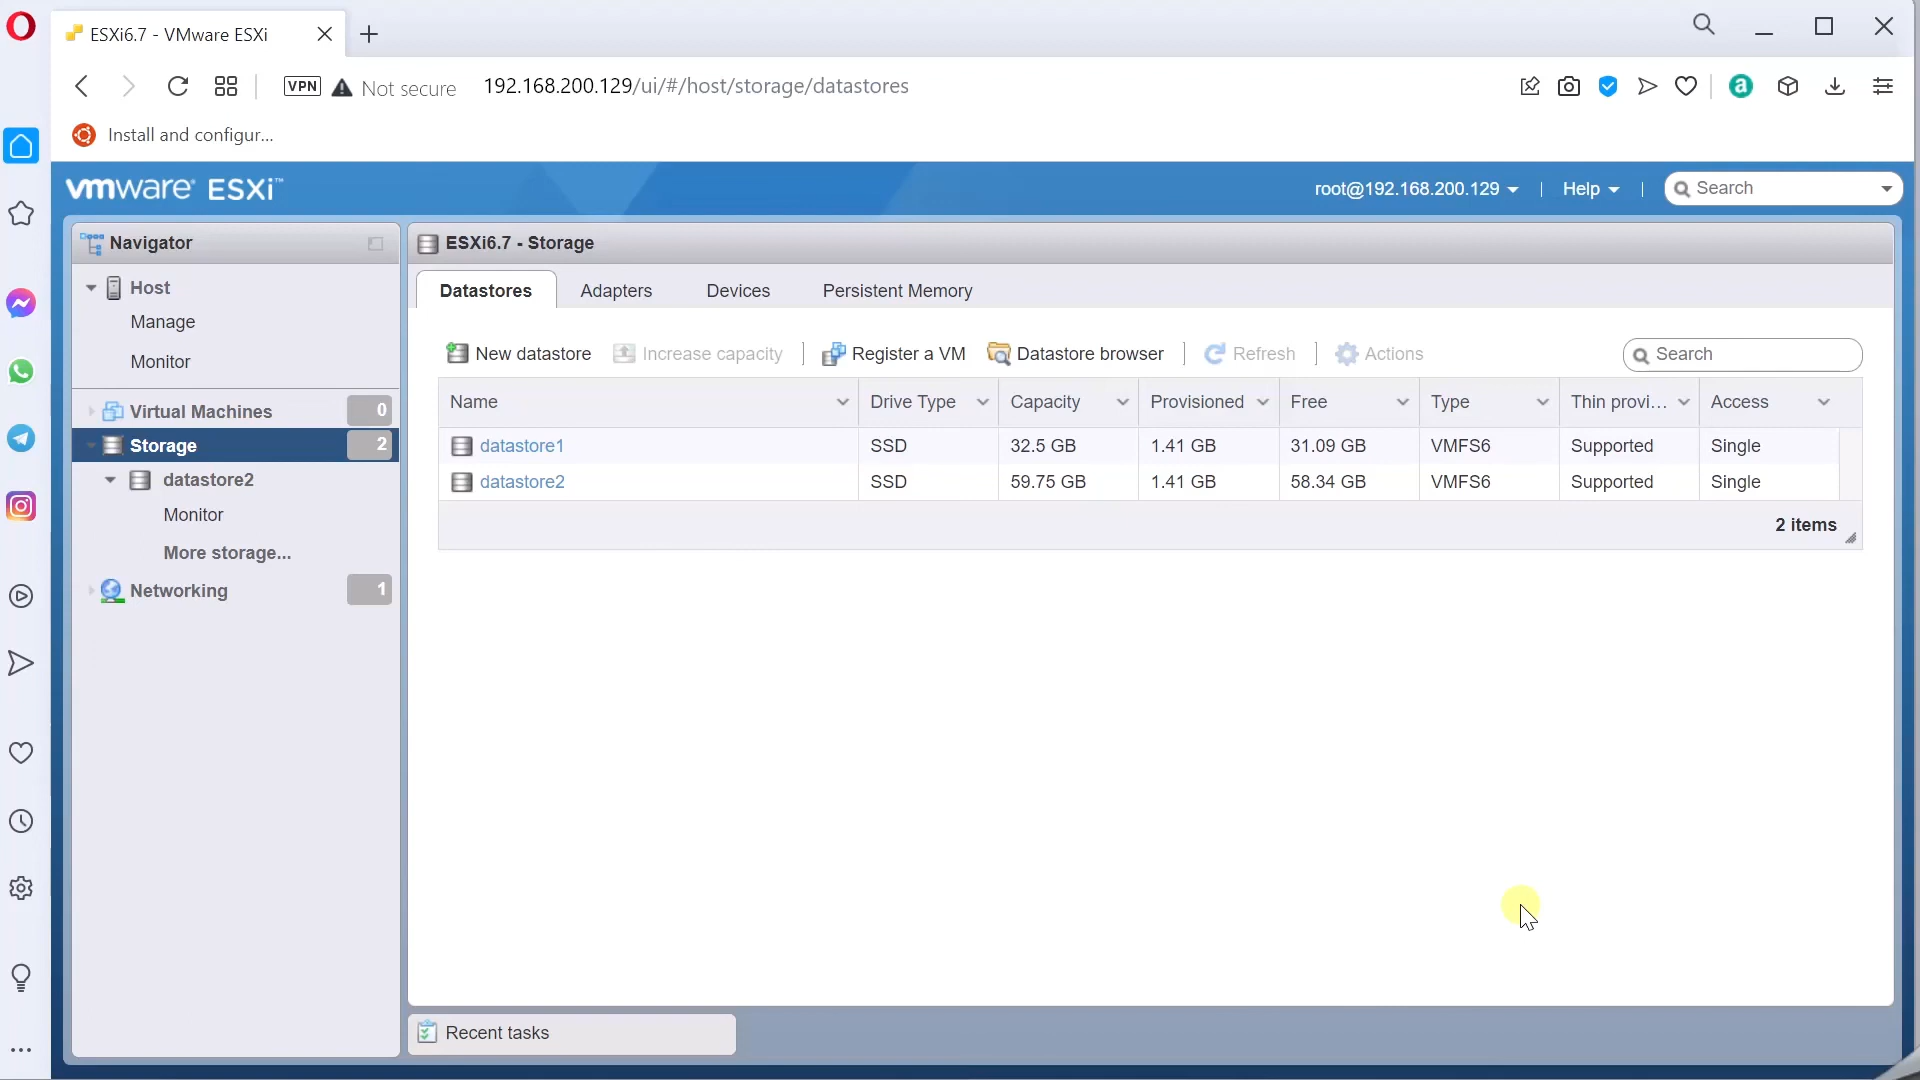 ESXi6.7 - VMware ESXi
VPN Not secure 192.168.200.129/ui/#/host/storage/datastores
Install and configur...
vmware ESXi™ root@192.168.200.129 Help Search
Navigator
Host
Manage
Monitor
Virtual Machines 0
Storage 2
datastore2
Monitor
More storage...
Networking 1
ESXi6.7 - Storage
Datastores Adapters Devices Persistent Memory
New datastore Increase capacity Register a VM Datastore browser Refresh Actions Search
Name Drive Type Capacity Provisioned Free Type Thin provi... Access
datastore1 SSD 32.5 GB 1.41 GB 31.09 GB VMFS6 Supported Single
datastore2 SSD 59.75 GB 1.41 GB 58.34 GB VMFS6 Supported Single
2 items
Recent tasks